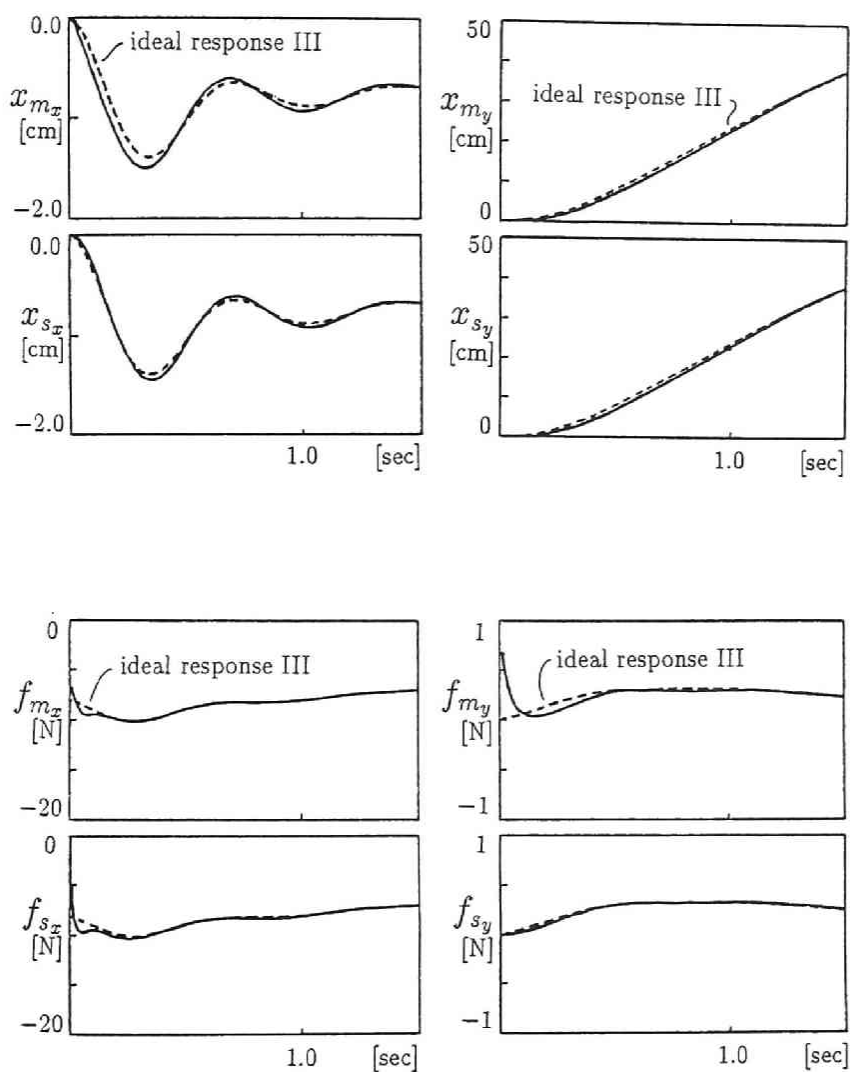 0.0
ideal response III
x_{m_x}
[cm]
−2.0
50
ideal response III
x_{m_y}
[cm]
0
0.0
x_{s_x}
[cm]
−2.0
1.0 [sec]
50
x_{s_y}
[cm]
0
1.0 [sec]
0
ideal response III
f_{m_x}
[N]
−20
1
ideal response III
f_{m_y}
[N]
−1
0
f_{s_x}
[N]
−20
1.0 [sec]
1
f_{s_y}
[N]
−1
1.0 [sec]